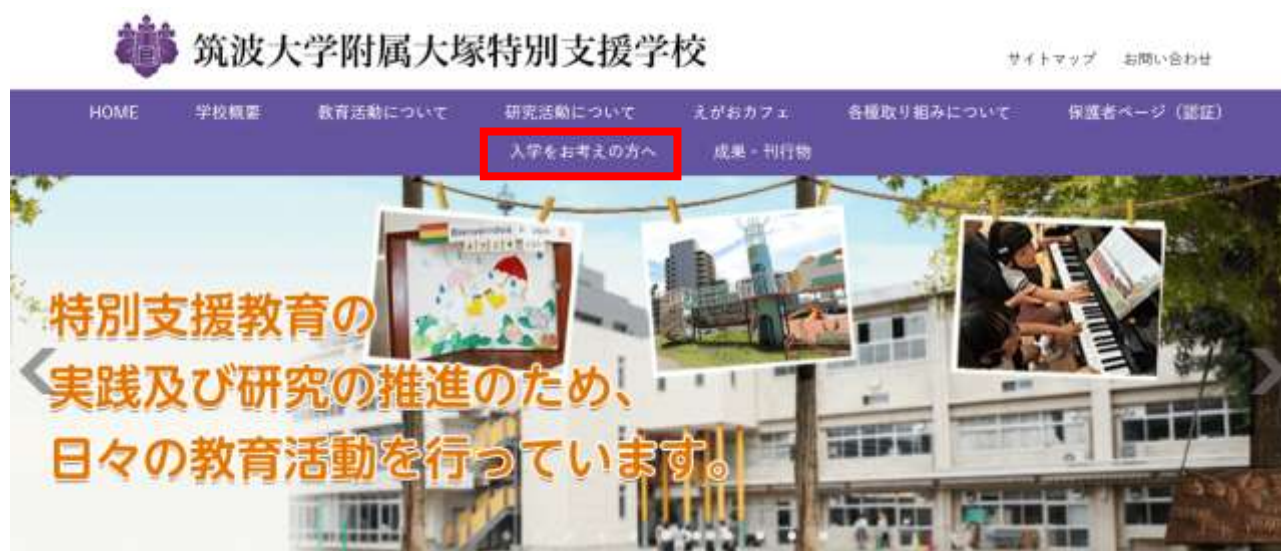 筑波大学附属大塚特別支援学校
サイトマップ お問い合わせ
HOME 学校概要 教育活動について 研究活動について えがおカフェ 各種取り組みについて 保護者ページ(認証)
入学をお考えの方へ 成果・刊行物
特別支援教育の
実践及び研究の推進のため、
日々の教育活動を行っています。